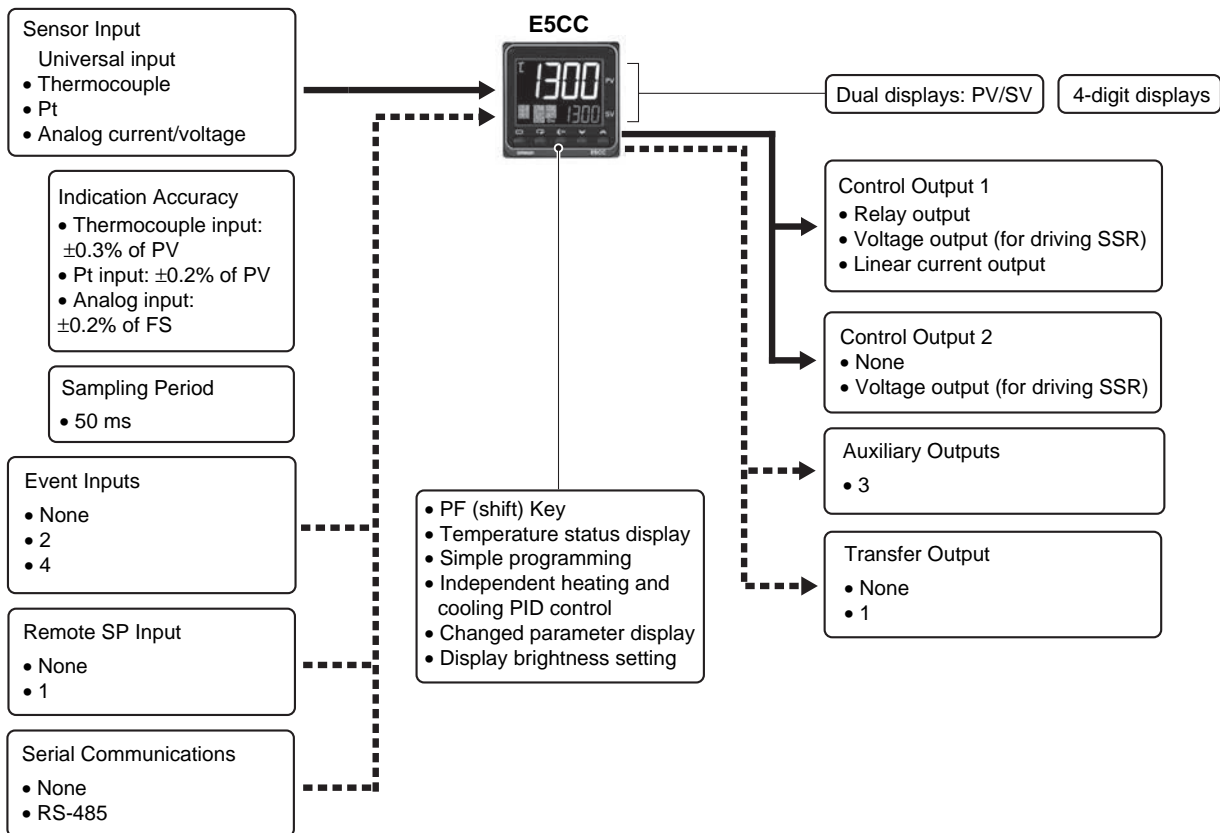 E5CC
Sensor Input
Universal input
• Thermocouple
• Pt
• Analog current/voltage
Indication Accuracy
• Thermocouple input:
±0.3% of PV
• Pt input: ±0.2% of PV
• Analog input:
±0.2% of FS
Sampling Period
• 50 ms
Event Inputs
• None
• 2
• 4
Remote SP Input
• None
• 1
Serial Communications
• None
• RS-485
1300
PV
1300
SV
E5CC
• PF (shift) Key
• Temperature status display
• Simple programming
• Independent heating and
cooling PID control
• Changed parameter display
• Display brightness setting
Dual displays: PV/SV
4-digit displays
Control Output 1
• Relay output
• Voltage output (for driving SSR)
• Linear current output
Control Output 2
• None
• Voltage output (for driving SSR)
Auxiliary Outputs
• 3
Transfer Output
• None
• 1